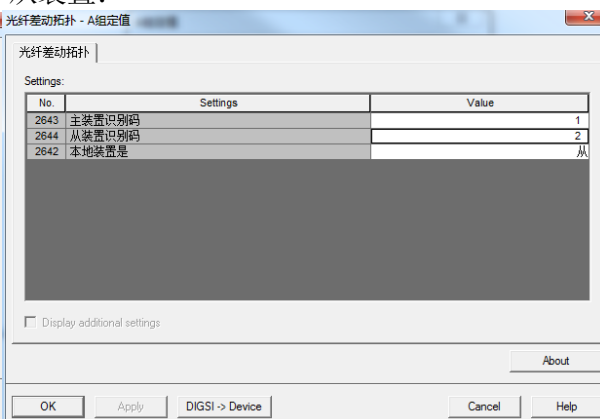 从装置:
光纤差动拓扑 - A组定值
光纤差动拓扑
Settings:
No. Settings Value
2643 主装置识别码 1
2644 从装置识别码 2
2642 本地装置是 从
Display additional settings
About
OK Apply DIGSI -> Device Cancel Help